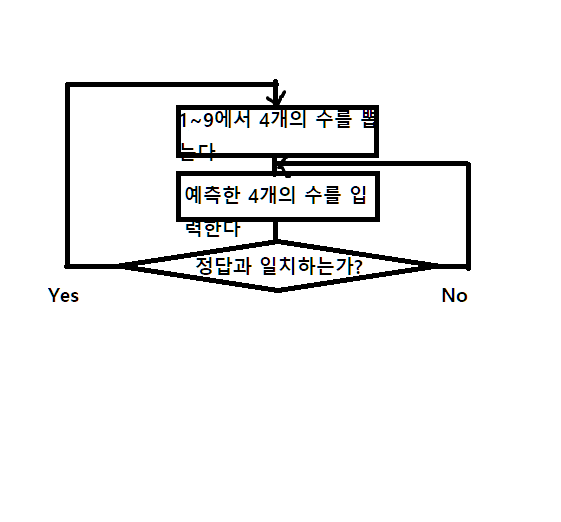 1~9에서 4개의 수를 뽑
는다
예측한 4개의 수를 입
력한다
정답과 일치하는가?
Yes
No